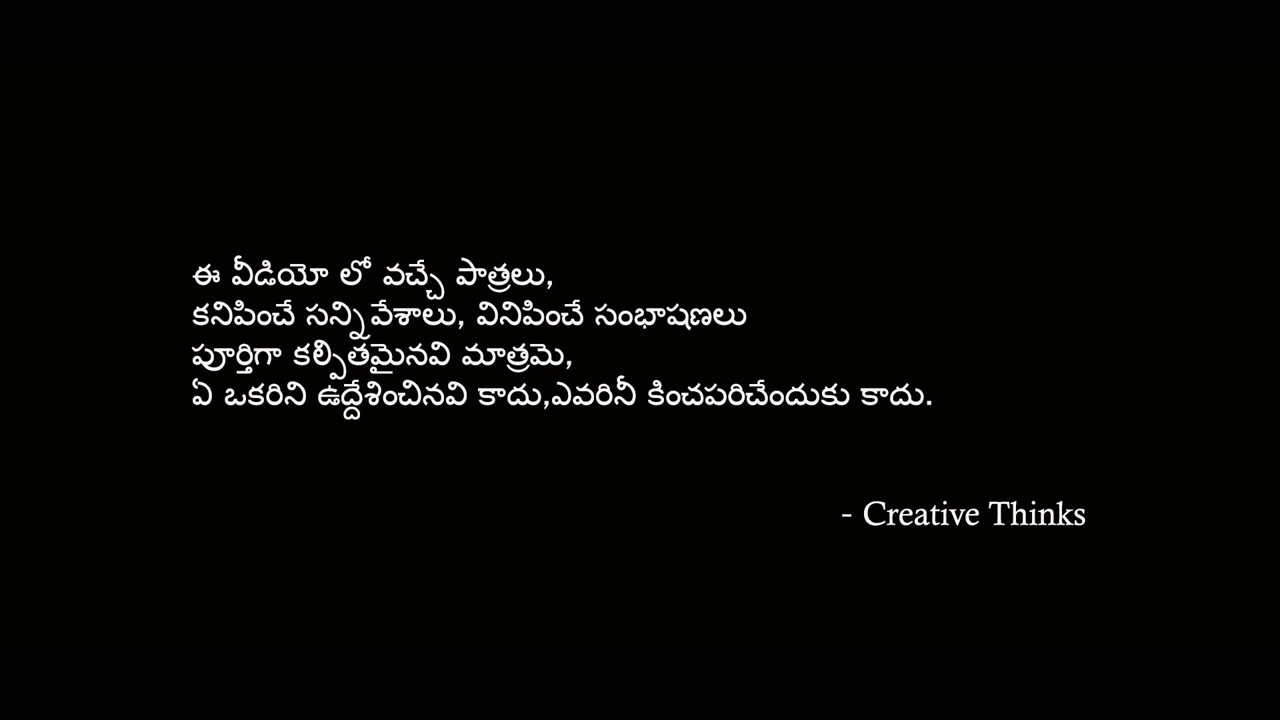 ఈ వీడియో లో వచ్చే పాత్రలు,
కనిపించే సన్నివేశాలు, వినిపించే సంభాషణలు
పూర్తిగా కల్పితమైనవి మాత్రమె,
ఏ ఒకరిని ఉద్దేశించినవి కాదు,ఎవరినీ కించపరిచేందుకు కాదు.
- Creative Thinks